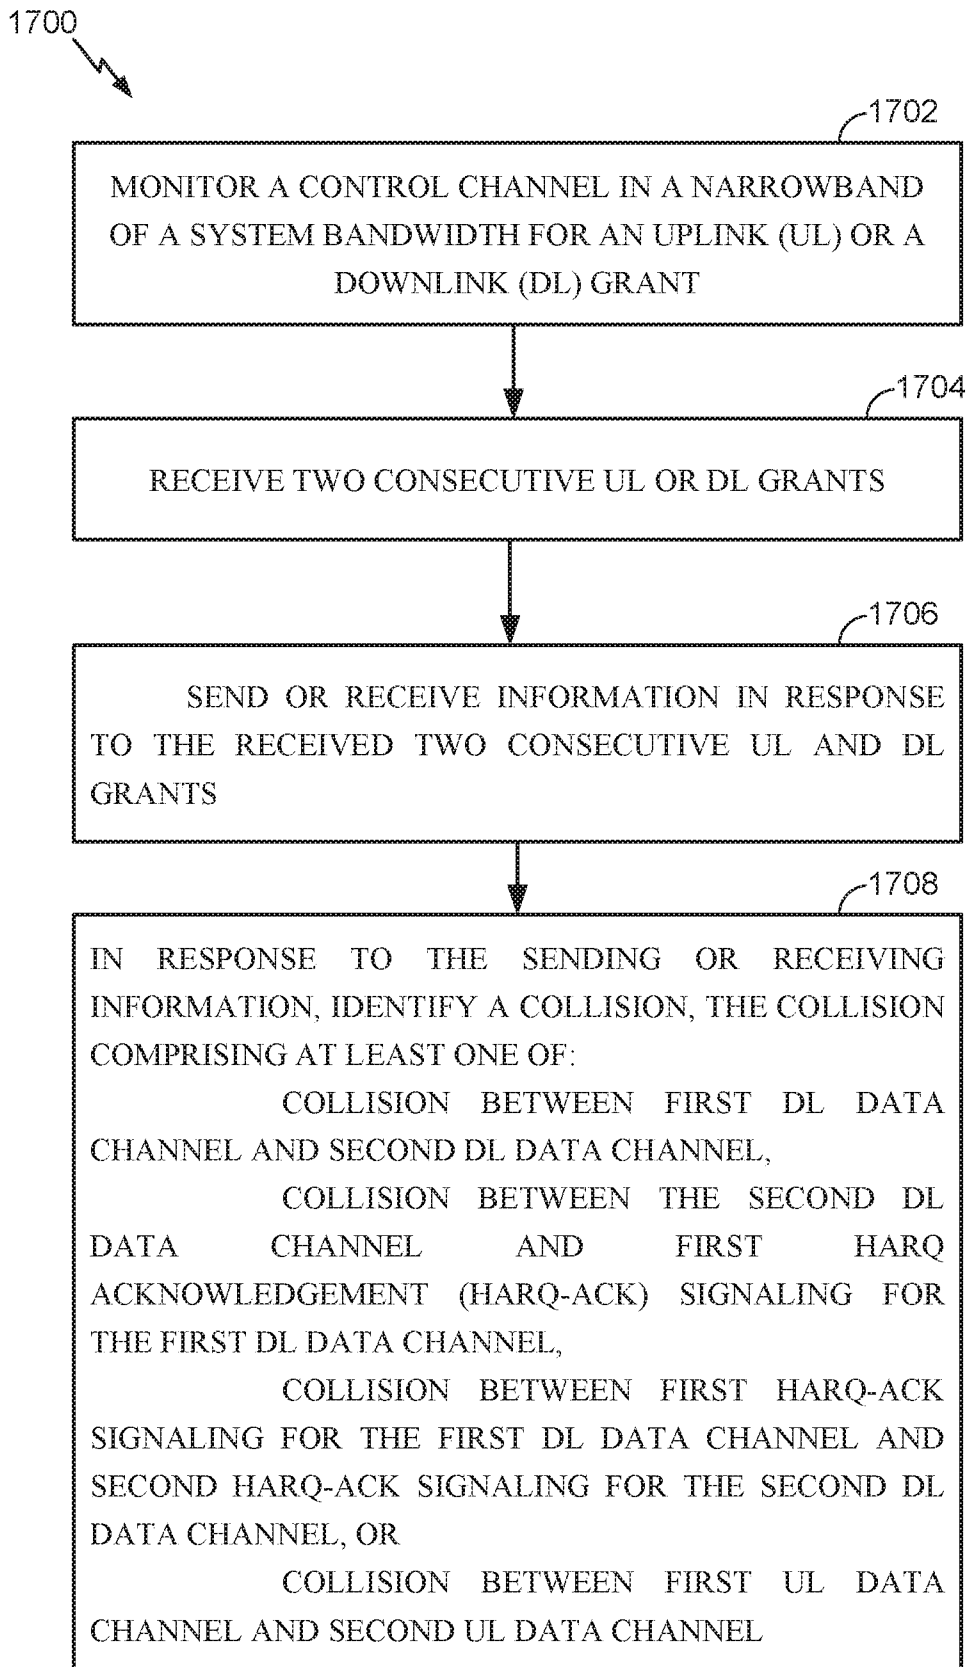 1700
1702
MONITOR A CONTROL CHANNEL IN A NARROWBAND
OF A SYSTEM BANDWIDTH FOR AN UPLINK (UL) OR A
DOWNLINK (DL) GRANT
1704
RECEIVE TWO CONSECUTIVE UL OR DL GRANTS
1706
SEND OR RECEIVE INFORMATION IN RESPONSE
TO THE RECEIVED TWO CONSECUTIVE UL AND DL
GRANTS
1708
IN RESPONSE TO THE SENDING OR RECEIVING
INFORMATION, IDENTIFY A COLLISION, THE COLLISION
COMPRISING AT LEAST ONE OF:
COLLISION BETWEEN FIRST DL DATA
CHANNEL AND SECOND DL DATA CHANNEL,
COLLISION BETWEEN THE SECOND DL
DATA CHANNEL AND FIRST HARQ
ACKNOWLEDGEMENT (HARQ-ACK) SIGNALING FOR
THE FIRST DL DATA CHANNEL,
COLLISION BETWEEN FIRST HARQ-ACK
SIGNALING FOR THE FIRST DL DATA CHANNEL AND
SECOND HARQ-ACK SIGNALING FOR THE SECOND DL
DATA CHANNEL, OR
COLLISION BETWEEN FIRST UL DATA
CHANNEL AND SECOND UL DATA CHANNEL